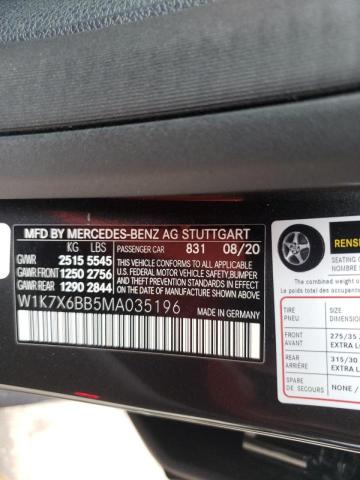 MFD BY MERCEDES-BENZ AG STUTTGART
KG LBS PASSENGER CAR 831 08/20
GVWR 2515 5545
GAWR FRONT 1250 2756
GAWR REAR 1290 2844
THIS VEHICLE CONFORMS TO ALL APPLICABLE
U.S. FEDERAL MOTOR VEHICLE SAFETY, BUMPER
AND THEFT PREVENTION STANDARDS IN EFFECT
ON THE DATE OF MANUFACTURE SHOWN ABOVE.
W1K7X6BB5MA035196
MADE IN GERMANY
RENSE
SEATING
NOMBRE
The combined weight of
Le poids total
TIRE
PNEU
SIZE
DIMENSION
FRONT
AVANT
275/35
EXTRA L
REAR
ARRIÈRE
315/30
EXTRA L
SPARE
DE SECOURS
NONE /